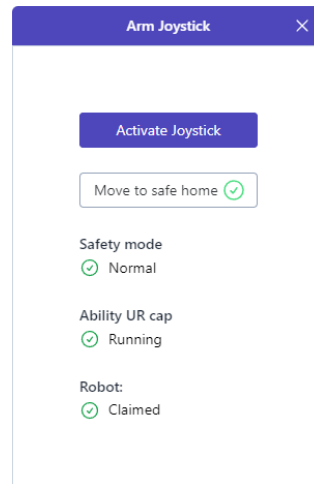 Arm Joystick
Activate Joystick
Move to safe home
Safety mode
Normal
Ability UR cap
Running
Robot:
Claimed